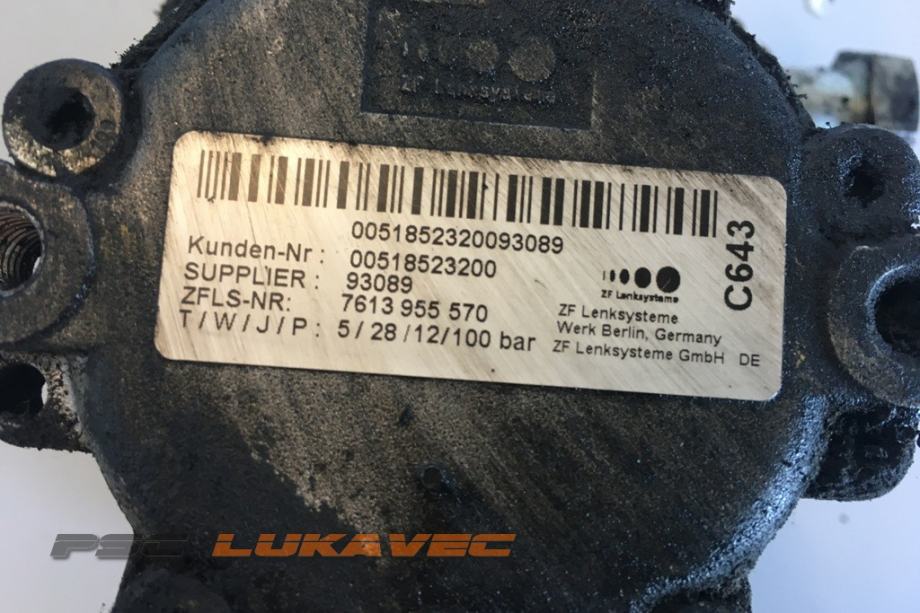 ZF Lenksysteme
0051852320093089
Kunden-Nr : 00518523200
SUPPLIER : 93089
ZFLS-NR: 7613 955 570
T / W / J / P : 5 / 28 /12/100 bar
ZF Lenksysteme
ZF Lenksysteme
Werk Berlin, Germany
ZF Lenksysteme GmbH DE
C643
PSC LUKAVEC